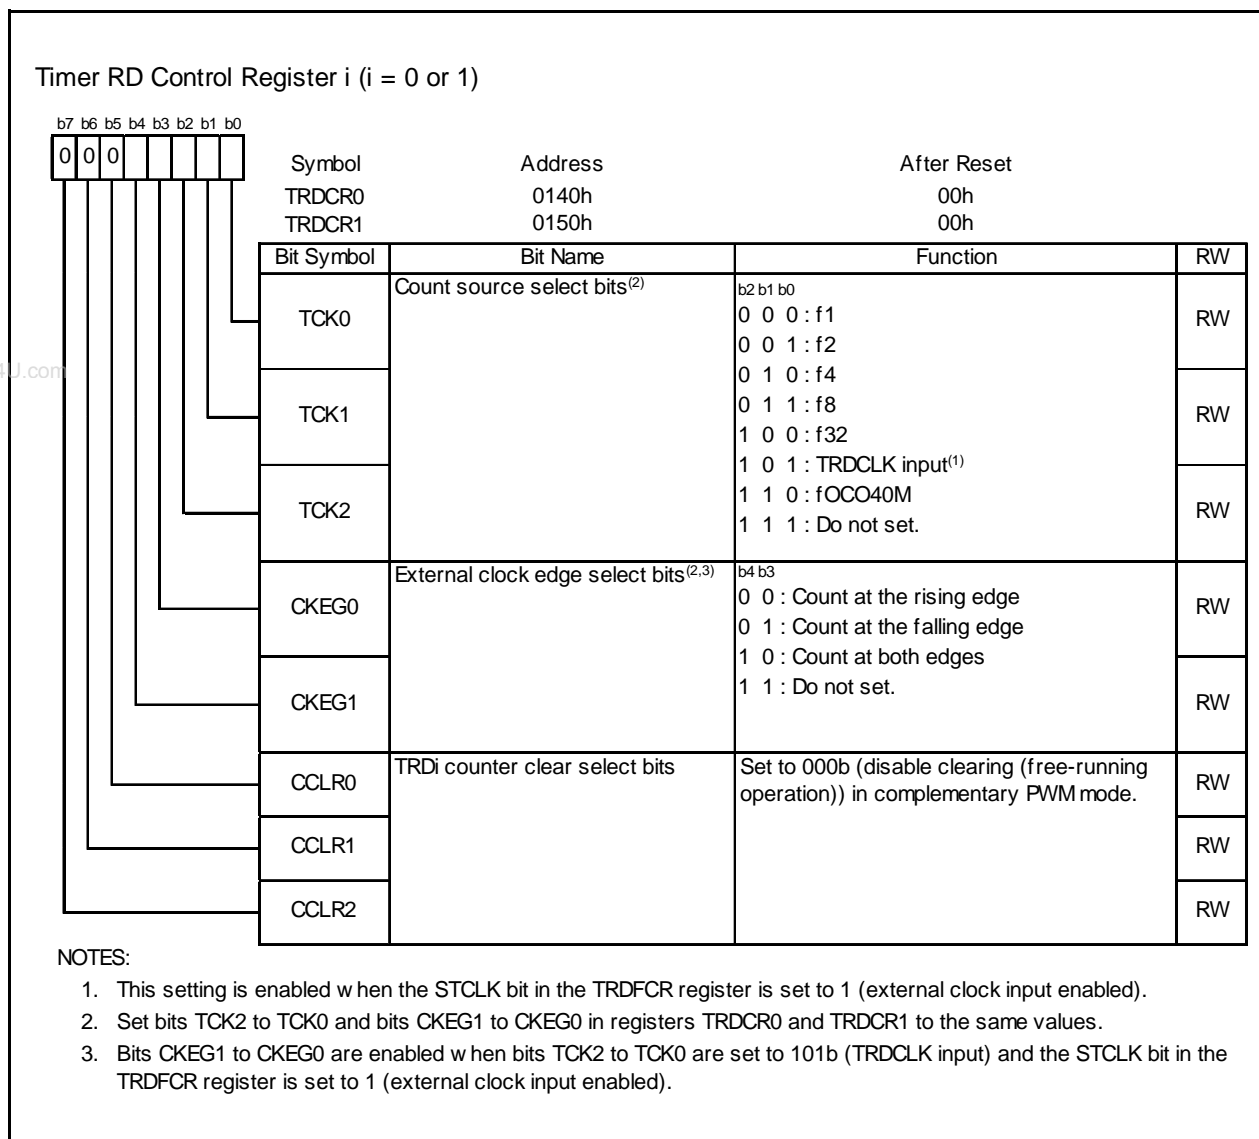 Timer RD Control Register i (i = 0 or 1)
b7 b6 b5 b4 b3 b2 b1 b0
0 0 0
Symbol Address After Reset
TRDCR0 0140h 00h
TRDCR1 0150h 00h
Bit Symbol Bit Name Function RW
TCK0 Count source select bits(2) b2 b1 b0
0 0 0 : f1 RW
0 0 1 : f2
4U.com
0 1 0 : f4
TCK1 0 1 1 : f8 RW
1 0 0 : f32
1 0 1 : TRDCLK input(1)
TCK2 1 1 0 : fOCO40M RW
1 1 1 : Do not set.
External clock edge select bits(2,3) b4 b3
CKEG0 0 0 : Count at the rising edge RW
0 1 : Count at the falling edge
1 0 : Count at both edges
CKEG1 1 1 : Do not set. RW
CCLR0 TRDi counter clear select bits Set to 000b (disable clearing (free-running RW
operation)) in complementary PWM mode.
CCLR1 RW
CCLR2 RW
NOTES:
1. This setting is enabled when the STCLK bit in the TRDFCR register is set to 1 (external clock input enabled).
2. Set bits TCK2 to TCK0 and bits CKEG1 to CKEG0 in registers TRDCR0 and TRDCR1 to the same values.
3. Bits CKEG1 to CKEG0 are enabled when bits TCK2 to TCK0 are set to 101b (TRDCLK input) and the STCLK bit in the
TRDFCR register is set to 1 (external clock input enabled).